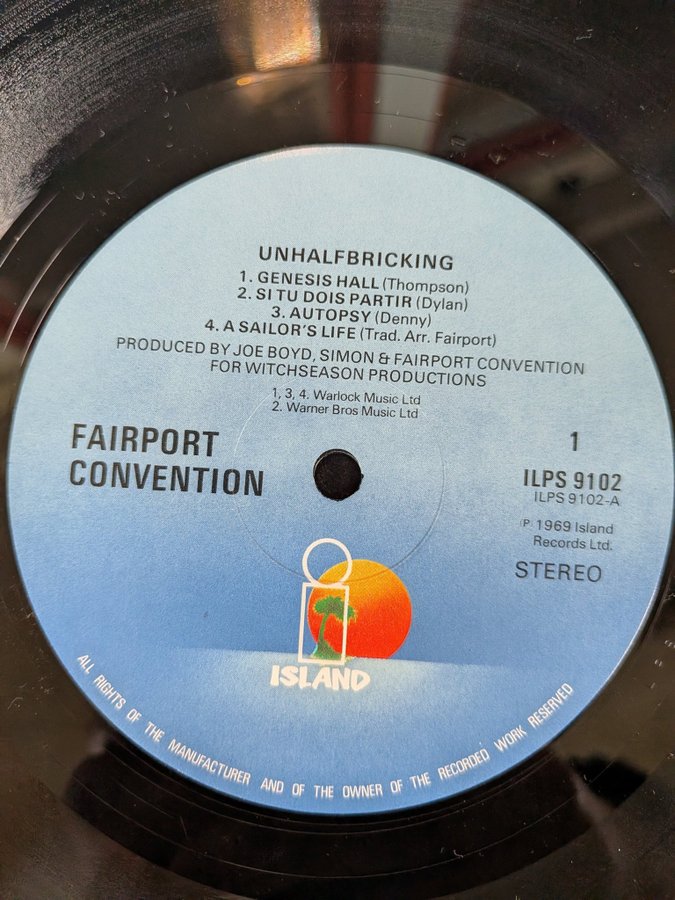 UNHALFBRICKING
1. GENESIS HALL (Thompson)
2. SI TU DOIS PARTIR (Dylan)
3. AUTOPSY (Denny)
4. A SAILOR'S LIFE (Trad. Arr. Fairport)
PRODUCED BY JOE BOYD, SIMON & FAIRPORT CONVENTION
FOR WITCHSEASON PRODUCTIONS
1, 3, 4. Warlock Music Ltd
2. Warner Bros Music Ltd
FAIRPORT
CONVENTION
1
ILPS 9102
ILPS 9102-A
℗ 1969 Island
Records Ltd.
STEREO
ISLAND
ALL RIGHTS OF THE MANUFACTURER AND OF THE OWNER OF THE RECORDED WORK RESERVED